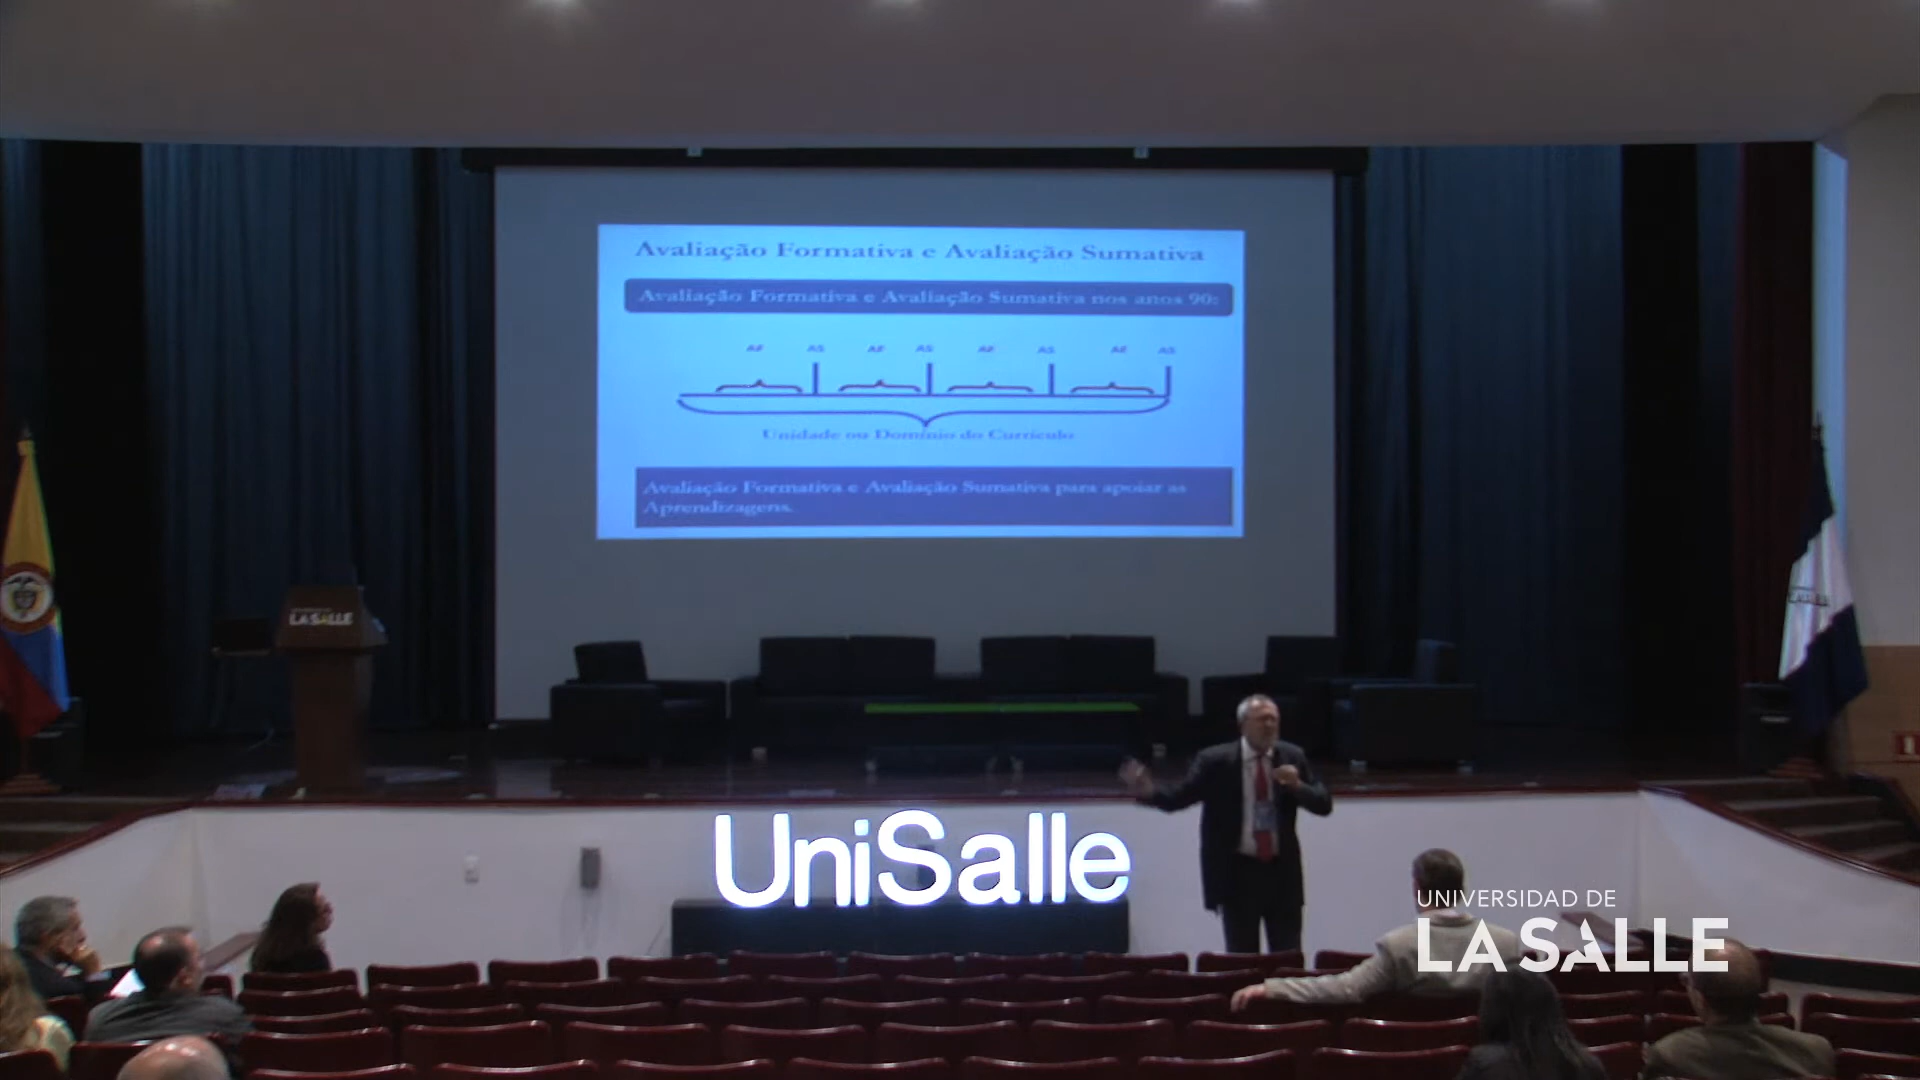 Avaliação Formativa e Avaliação Sumativa
Avaliação Formativa e Avaliação Sumativa nos anos 90:
AF AS AF AS AF AS AF AS
Unidade ou Domínio do Currículo
Avaliação Formativa e Avaliação Sumativa para apoiar as
Aprendizagens.
LA SALLE
UniSalle
UNIVERSIDAD DE
LA SALLE